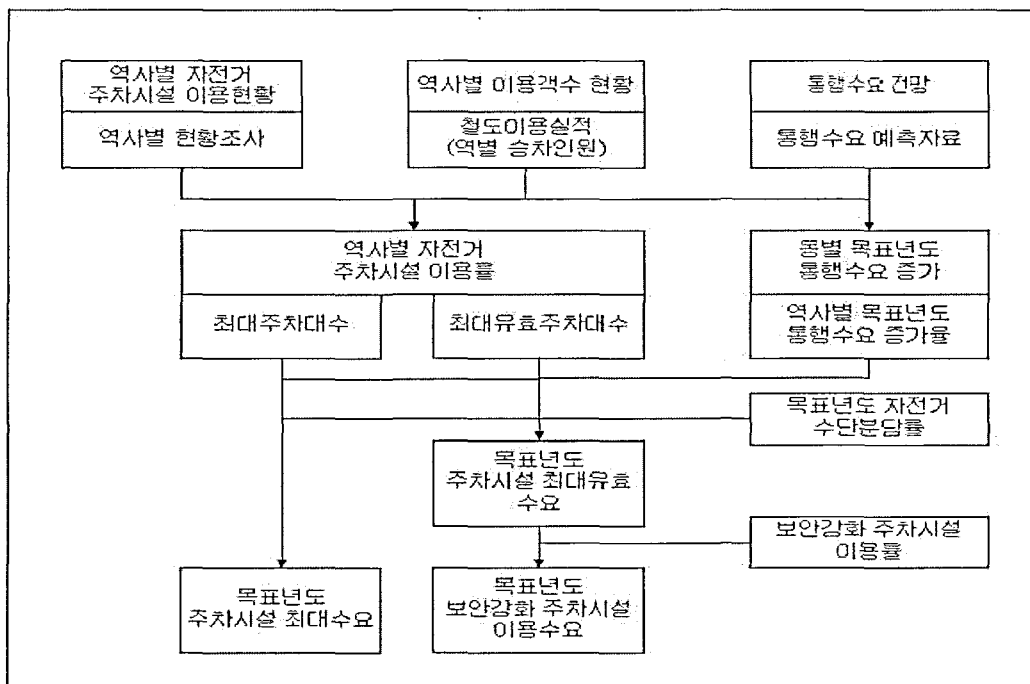 역사별 자전거
주차시설 이용현황
역사별 현황조사
역사별 이용객수 현황
철도이용실적
(역별 승차인원)
통행수요 전망
통행수요 예측자료
역사별 자전거
주차시설 이용률
최대주차대수
최대유효주차대수
동별 목표년도
통행수요 증가
역사별 목표년도
통행수요 증가율
목표년도 자전거
수단분담률
목표년도
주차시설 최대유효
수요
보안강화 주차시설
이용률
목표년도
주차시설 최대수요
목표년도
보안강화 주차시설
이용수요